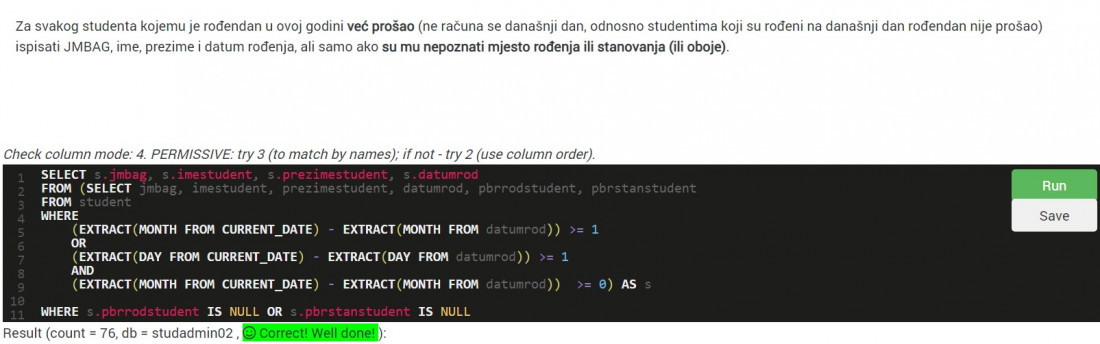 Za svakog studenta kojemu je rođendan u ovoj godini već prošao (ne računa se današnji dan, odnosno studentima koji su rođeni na današnji dan rođendan nije prošao)
ispisati JMBAG, ime, prezime i datum rođenja, ali samo ako su mu nepoznati mjesto rođenja ili stanovanja (ili oboje).
Check column mode: 4. PERMISSIVE: try 3 (to match by names); if not - try 2 (use column order).
1 SELECT s.jmbag, s.imestudent, s.prezimestudent, s.datumrod
2 FROM (SELECT jmbag, imestudent, prezimestudent, datumrod, pbrrodstudent, pbrstanstudent
3 FROM student
4 WHERE
5 (EXTRACT(MONTH FROM CURRENT_DATE) - EXTRACT(MONTH FROM datumrod)) >= 1
6 OR
7 (EXTRACT(DAY FROM CURRENT_DATE) - EXTRACT(DAY FROM datumrod)) >= 1
8 AND
9 (EXTRACT(MONTH FROM CURRENT_DATE) - EXTRACT(MONTH FROM datumrod)) >= 0) AS s
10
11 WHERE s.pbrrodstudent IS NULL OR s.pbrstanstudent IS NULL
Run
Save
Result (count = 76, db = studadmin02 , Correct! Well done! ):